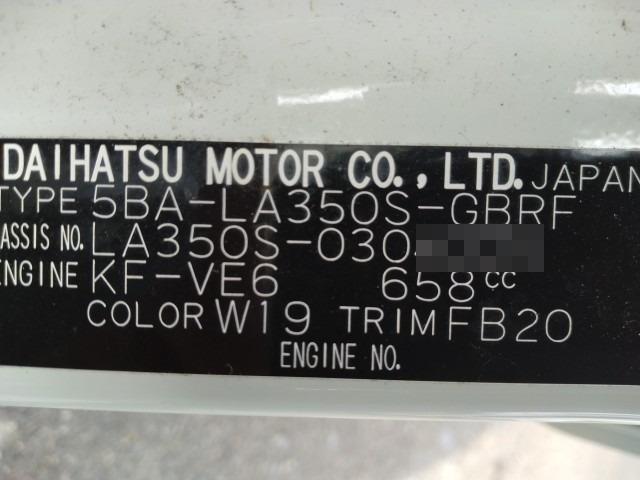 DAIHATSU MOTOR CO., LTD. JAPAN
TYPE 5BA-LA350S-GBRF
ASSIS NO. LA350S-030
ENGINE KF-VE6 658cc
COLOR W19 TRIM FB20
ENGINE NO.